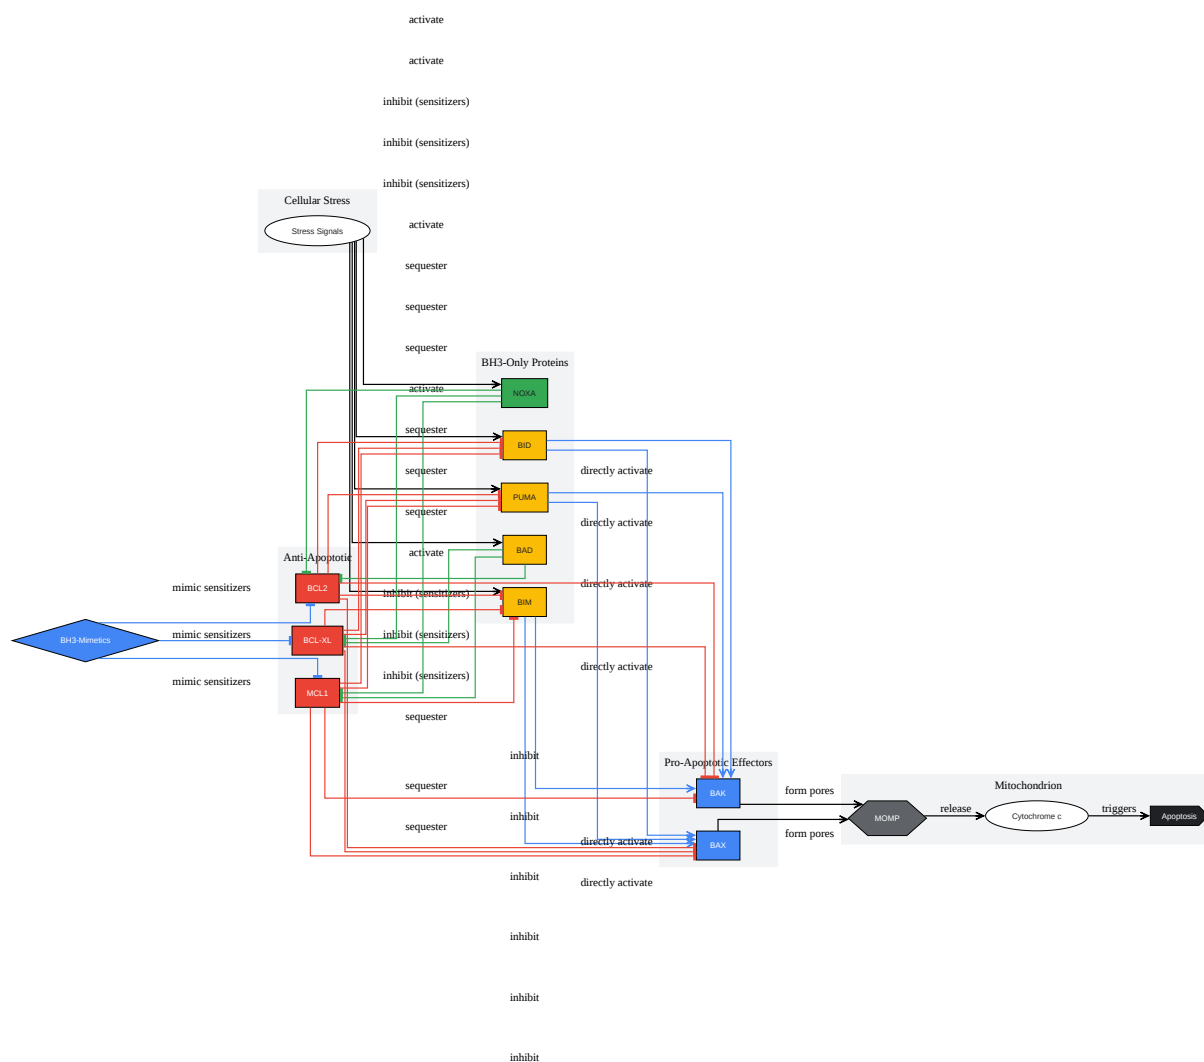 activate
activate
inhibit (sensitizers)
inhibit (sensitizers)
inhibit (sensitizers)
Cellular Stress
Stress Signals
activate
sequester
sequester
sequester
BH3-Only Proteins
activate
NOXA
sequester
BID
sequester
directly activate
PUMA
sequester
directly activate
activate
BAD
Anti-Apoptotic
BCL2
mimic sensitizers
inhibit (sensitizers)
directly activate
BIM
BH3-Mimetics
mimic sensitizers
BCL-XL
inhibit (sensitizers)
directly activate
mimic sensitizers
MCL1
inhibit (sensitizers)
sequester
inhibit
Pro-Apoptotic Effectors
sequester
BAK
form pores
Mitochondrion
release
Cytochrome c
triggers
Apoptosis
MOMP
inhibit
sequester
form pores
directly activate
BAX
inhibit
directly activate
inhibit
inhibit
inhibit